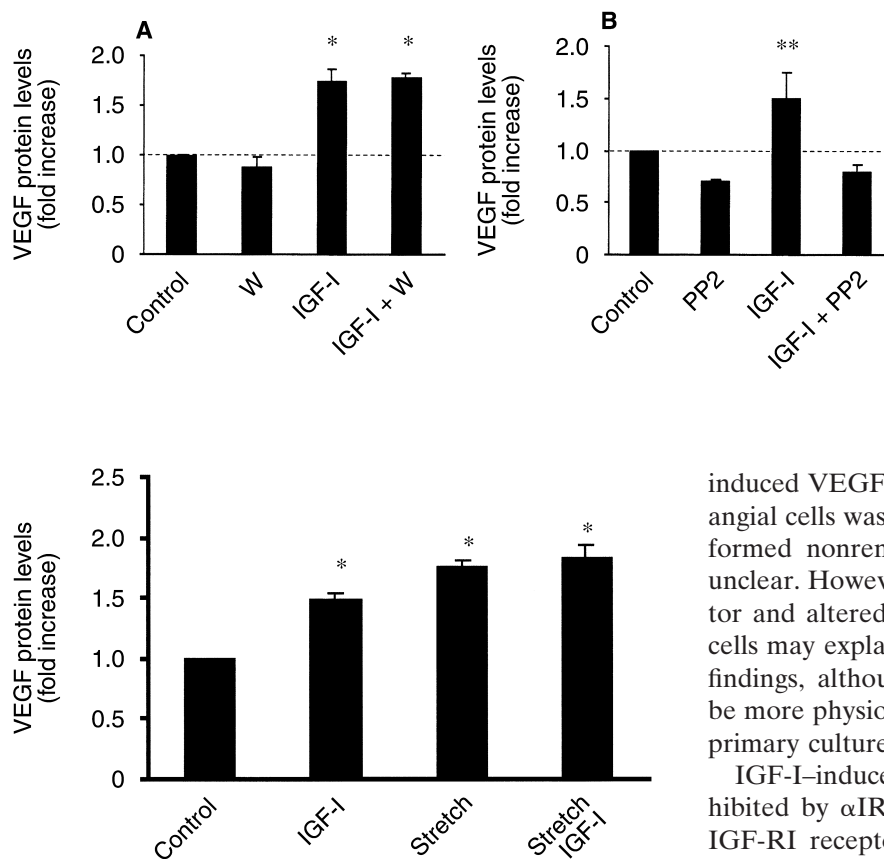 A
VEGF protein levels
(fold increase)
2.0
1.5
1.0
0.5
0
*
*
Control
W
IGF-I
IGF-I + W
B
VEGF protein levels
(fold increase)
2.0
1.5
1.0
0.5
0
**
Control
PP2
IGF-I
IGF-I + PP2
VEGF protein levels
(fold increase)
2.5
2.0
1.5
1.0
0.5
0
*
*
*
Control
IGF-I
Stretch
Stretch
IGF-I
induced VEGF
angial cells was
formed nonren
unclear. Howev
tor and altered
cells may expla
findings, althou
be more physio
primary culture
IGF-I–induce
hibited by αIR
IGF-RI recepto